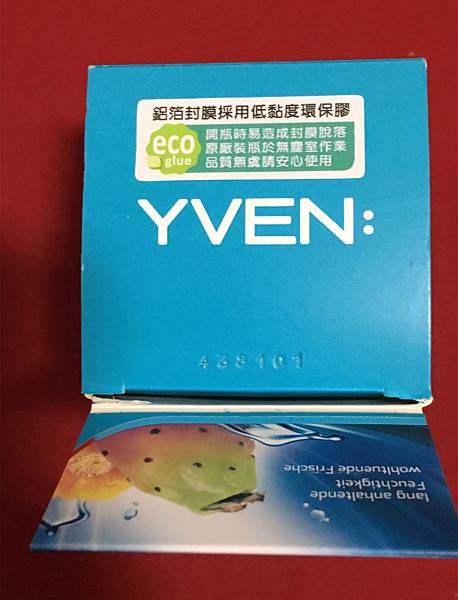 鋁箔封膜採用低黏度環保膠
eco
glue
開瓶時易造成封膜脫落
原廠裝瓶於無塵室作業
品質無虞請安心使用
YVEN:
438101
lang anhaltende
Feuchtigkeit
wohltuende Frische